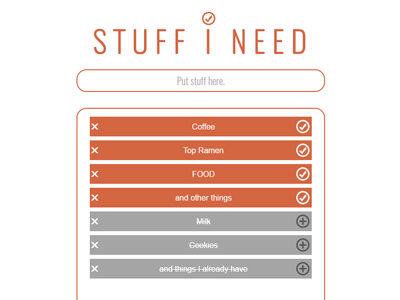 STUFF I NEED
Put stuff here.
Coffee
Top Ramen
FOOD
and other things
Milk
Cookies
and things I already have